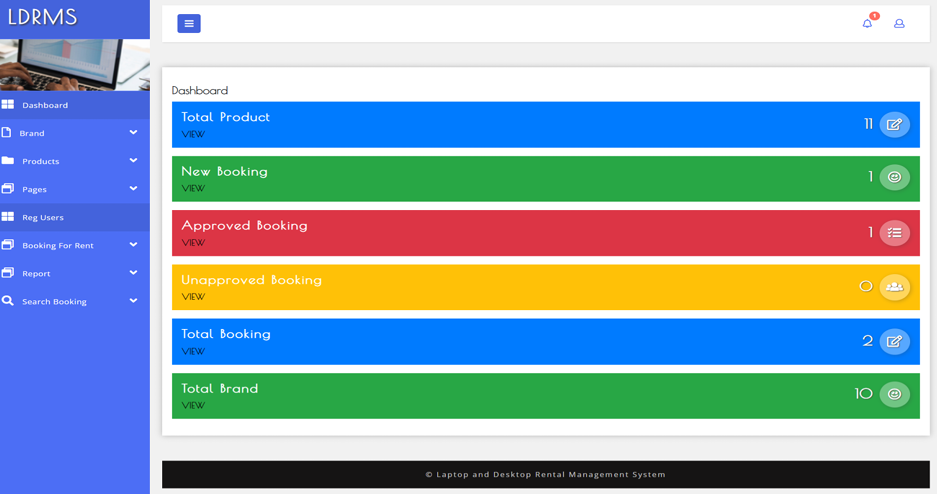 LDRMS
1
Dashboard
Brand
Products
Pages
Reg Users
Booking For Rent
Report
Search Booking
Dashboard
Total Product
VIEW
11
New Booking
VIEW
1
Approved Booking
VIEW
1
Unapproved Booking
VIEW
0
Total Booking
VIEW
2
Total Brand
VIEW
10
© Laptop and Desktop Rental Management System